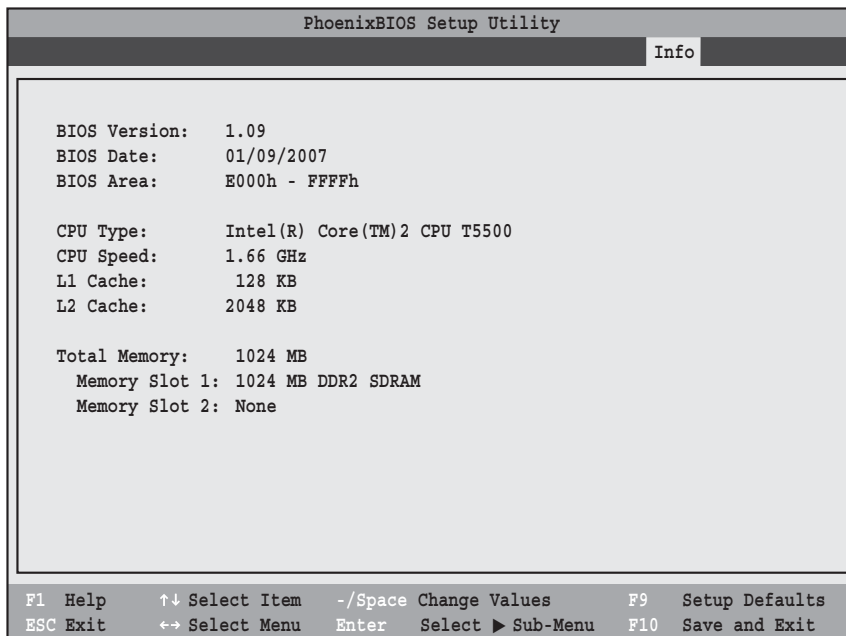 PhoenixBIOS Setup Utility
Info
BIOS Version: 1.09
BIOS Date: 01/09/2007
BIOS Area: E000h - FFFFh
CPU Type: Intel(R) Core(TM)2 CPU T5500
CPU Speed: 1.66 GHz
L1 Cache: 128 KB
L2 Cache: 2048 KB
Total Memory: 1024 MB
Memory Slot 1: 1024 MB DDR2 SDRAM
Memory Slot 2: None
F1 Help ↑↓ Select Item -/Space Change Values F9 Setup Defaults
ESC Exit ←→ Select Menu Enter Select ▶ Sub-Menu F10 Save and Exit